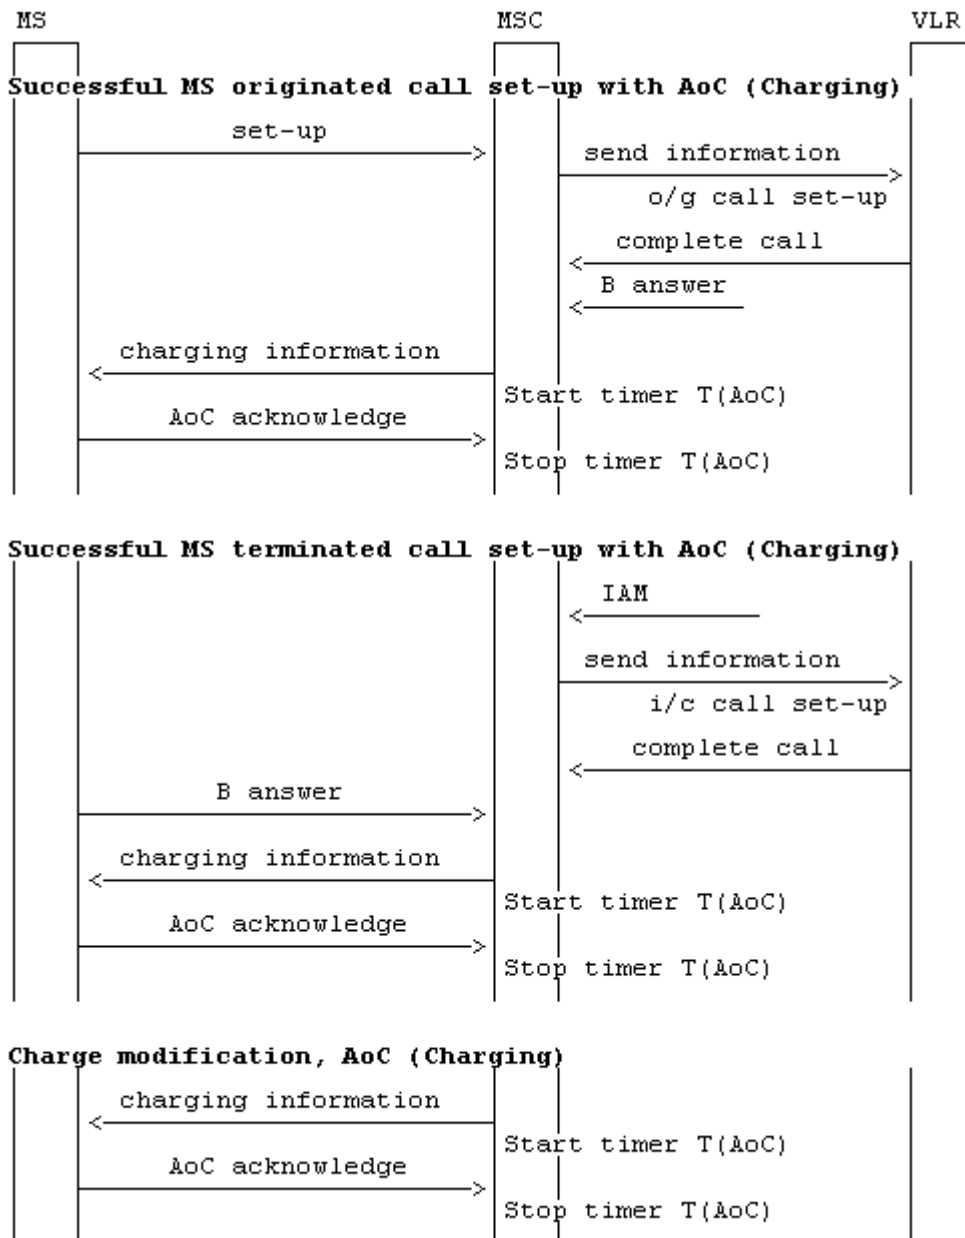 MS MSC VLR
Successful MS originated call set-up with AoC (Charging)
set-up
send information
o/g call set-up
complete call
B answer
charging information
Start timer T(AoC)
AoC acknowledge
Stop timer T(AoC)
Successful MS terminated call set-up with AoC (Charging)
IAM
send information
i/c call set-up
complete call
B answer
charging information
Start timer T(AoC)
AoC acknowledge
Stop timer T(AoC)
Charge modification, AoC (Charging)
charging information
Start timer T(AoC)
AoC acknowledge
Stop timer T(AoC)